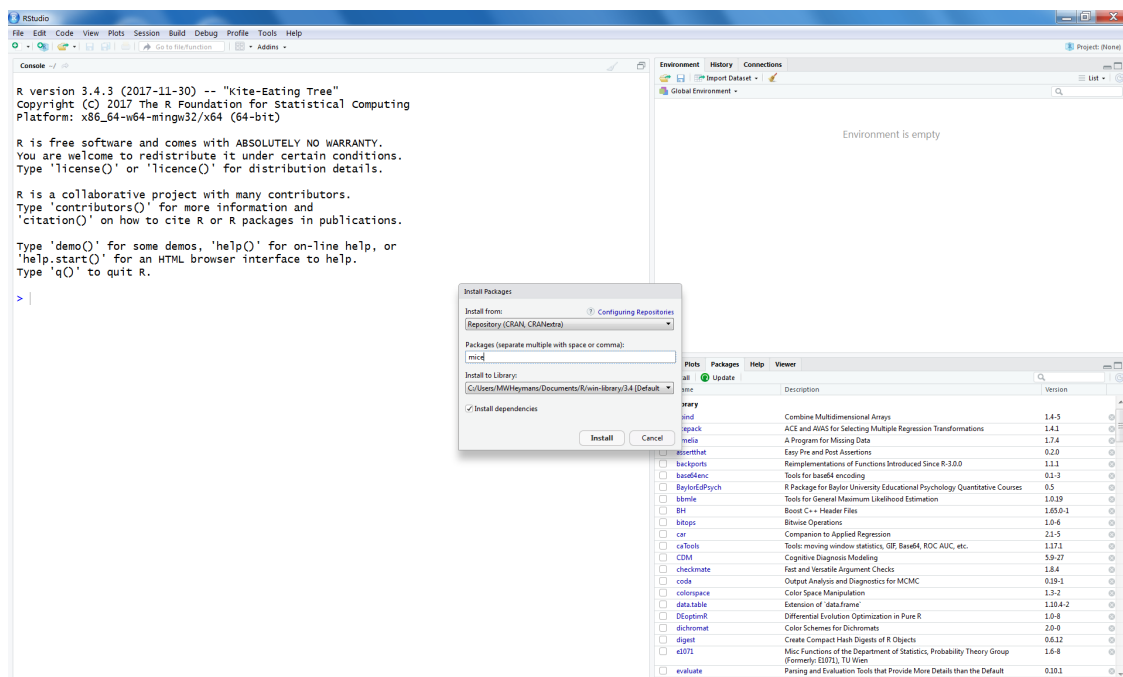 RStudio
File Edit Code View Plots Session Build Debug Profile Tools Help
Go to file/function Addins Project: (None)
Console ~/
R version 3.4.3 (2017-11-30) -- "Kite-Eating Tree"
Copyright (C) 2017 The R Foundation for Statistical Computing
Platform: x86_64-w64-mingw32/x64 (64-bit)
R is free software and comes with ABSOLUTELY NO WARRANTY.
You are welcome to redistribute it under certain conditions.
Type 'license()' or 'licence()' for distribution details.
R is a collaborative project with many contributors.
Type 'contributors()' for more information and
'citation()' on how to cite R or R packages in publications.
Type 'demo()' for some demos, 'help()' for on-line help, or
'help.start()' for an HTML browser interface to help.
Type 'q()' to quit R.
>
Environment History Connections
Import Dataset List
Global Environment
Environment is empty
Install Packages
Install from: ? Configuring Repositories
Repository (CRAN, CRANextra)
Packages (separate multiple with space or comma):
mice
Install to Library:
C:/Users/MWHeymans/Documents/R/win-library/3.4 [Default
Install dependencies
Install Cancel
Plots Packages Help Viewer
all Update
ame Description Version
brary
bind Combine Multidimensional Arrays 1.4-5
cepack ACE and AVAS for Selecting Multiple Regression Transformations 1.4.1
melia A Program for Missing Data 1.7.4
assertthat Easy Pre and Post Assertions 0.2.0
backports Reimplementations of Functions Introduced Since R-3.0.0 1.1.1
base64enc Tools for base64 encoding 0.1-3
BaylorEdPsych R Package for Baylor University Educational Psychology Quantitative Courses 0.5
bbmle Tools for General Maximum Likelihood Estimation 1.0.19
BH Boost C++ Header Files 1.65.0-1
bitops Bitwise Operations 1.0-6
car Companion to Applied Regression 2.1-5
caTools Tools: moving window statistics, GIF, Base64, ROC AUC, etc. 1.17.1
CDM Cognitive Diagnosis Modeling 5.9-27
checkmate Fast and Versatile Argument Checks 1.8.4
coda Output Analysis and Diagnostics for MCMC 0.19-1
colorspace Color Space Manipulation 1.3-2
data.table Extension of `data.frame` 1.10.4-2
DEoptimR Differential Evolution Optimization in Pure R 1.0-8
dichromat Color Schemes for Dichromats 2.0-0
digest Create Compact Hash Digests of R Objects 0.6.12
e1071 Misc Functions of the Department of Statistics, Probability Theory Group 1.6-8
(Formerly: E1071), TU Wien
evaluate Parsing and Evaluation Tools that Provide More Details than the Default 0.10.1